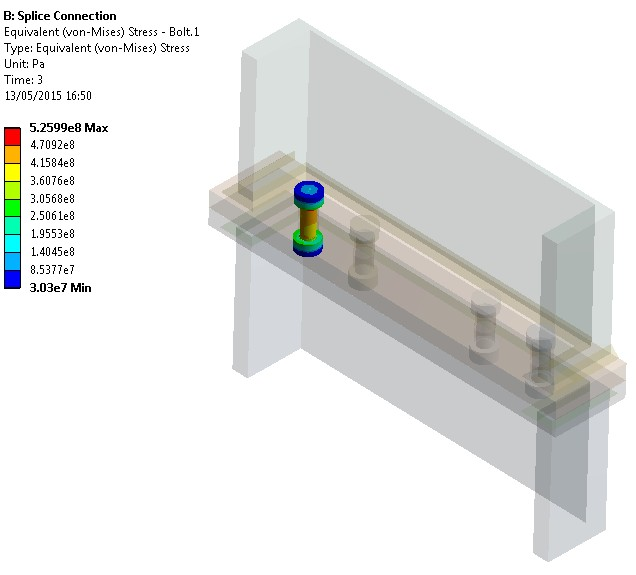 B: Splice Connection
Equivalent (von-Mises) Stress - Bolt.1
Type: Equivalent (von-Mises) Stress
Unit: Pa
Time: 3
13/05/2015 16:50
5.2599e8 Max
4.7092e8
4.1584e8
3.6076e8
3.0568e8
2.5061e8
1.9553e8
1.4045e8
8.5377e7
3.03e7 Min